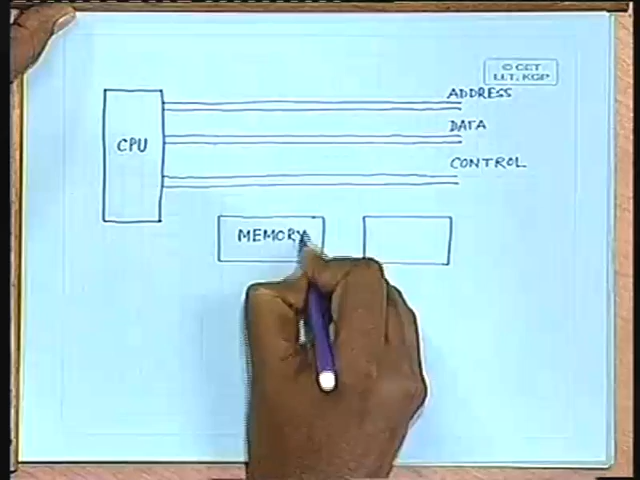 © CET
I.I.T. KGP
ADDRESS
DATA
CPU
CONTROL
MEMORY